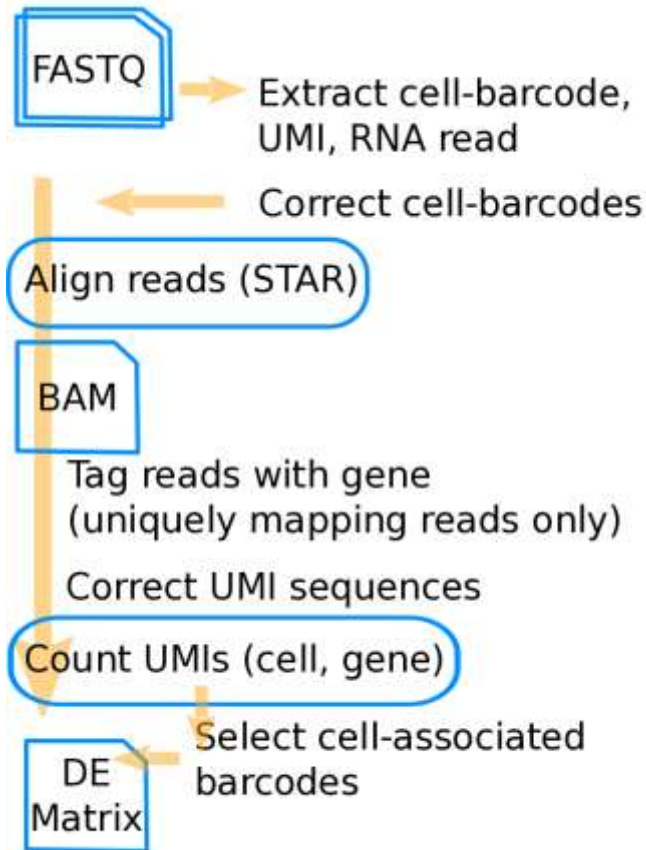 FASTQ
Extract cell-barcode,
UMI, RNA read
Correct cell-barcodes
Align reads (STAR)
BAM
Tag reads with gene
(uniquely mapping reads only)
Correct UMI sequences
Count UMIs (cell, gene)
Select cell-associated
barcodes
DE
Matrix